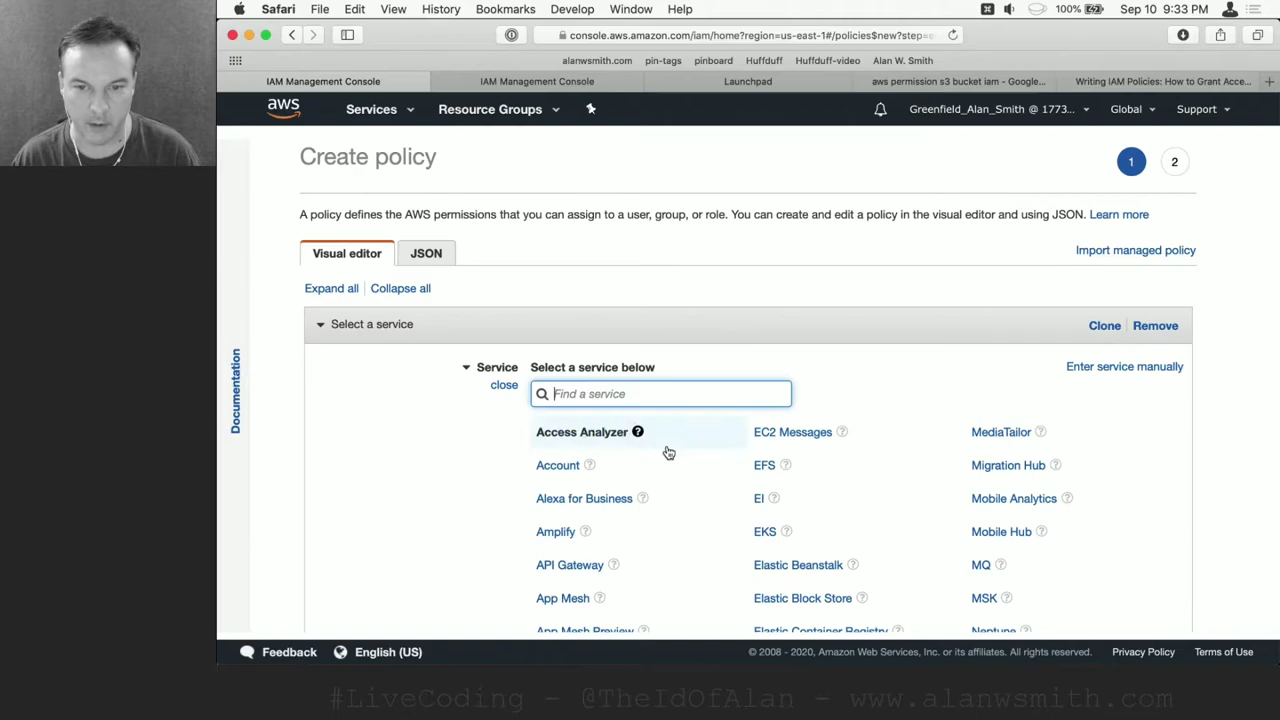 Safari File Edit View History Bookmarks Develop Window Help 100% Sep 10 9:33 PM
console.aws.amazon.com/iam/home?region=us-east-1#/policies$new?step=e
alanwsmith.com pin-tags pinboard Huffduff Huffduff-video Alan W. Smith
IAM Management Console IAM Management Console Launchpad aws permission s3 bucket iam - Google... Writing IAM Policies: How to Grant Acce...
aws Services Resource Groups Greenfield_Alan_Smith @ 1773... Global Support
Create policy 1 2
A policy defines the AWS permissions that you can assign to a user, group, or role. You can create and edit a policy in the visual editor and using JSON. Learn more
Visual editor JSON Import managed policy
Expand all Collapse all
Select a service Clone Remove
Service Select a service below Enter service manually
close Find a service
Access Analyzer EC2 Messages MediaTailor
Account EFS Migration Hub
Alexa for Business EI Mobile Analytics
Amplify EKS Mobile Hub
API Gateway Elastic Beanstalk MQ
App Mesh Elastic Block Store MSK
App Mesh Preview Elastic Container Registry Neptune
Documentation
Feedback English (US) © 2008 - 2020, Amazon Web Services, Inc. or its affiliates. All rights reserved. Privacy Policy Terms of Use
#LiveCoding - @TheIdOfAlan - www.alanwsmith.com